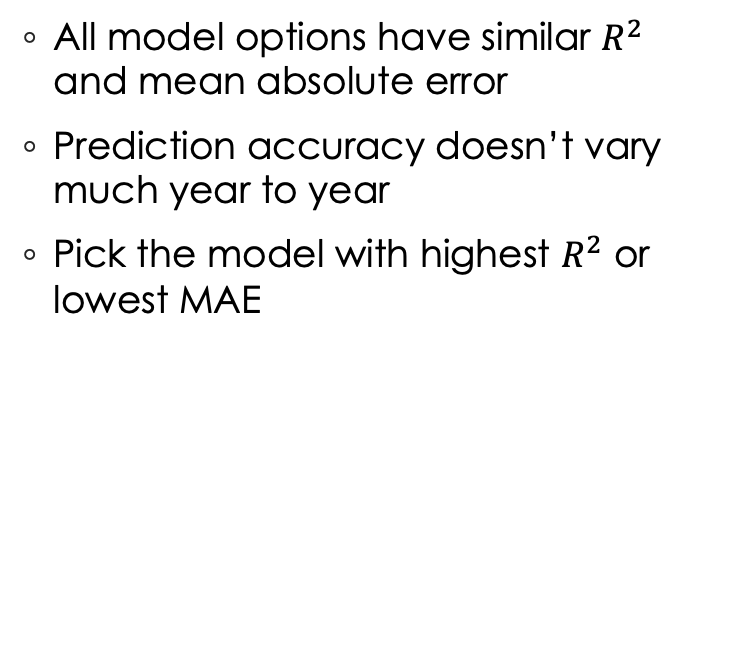 ◦ All model options have similar R²
and mean absolute error
◦ Prediction accuracy doesn’t vary
much year to year
◦ Pick the model with highest R² or
lowest MAE